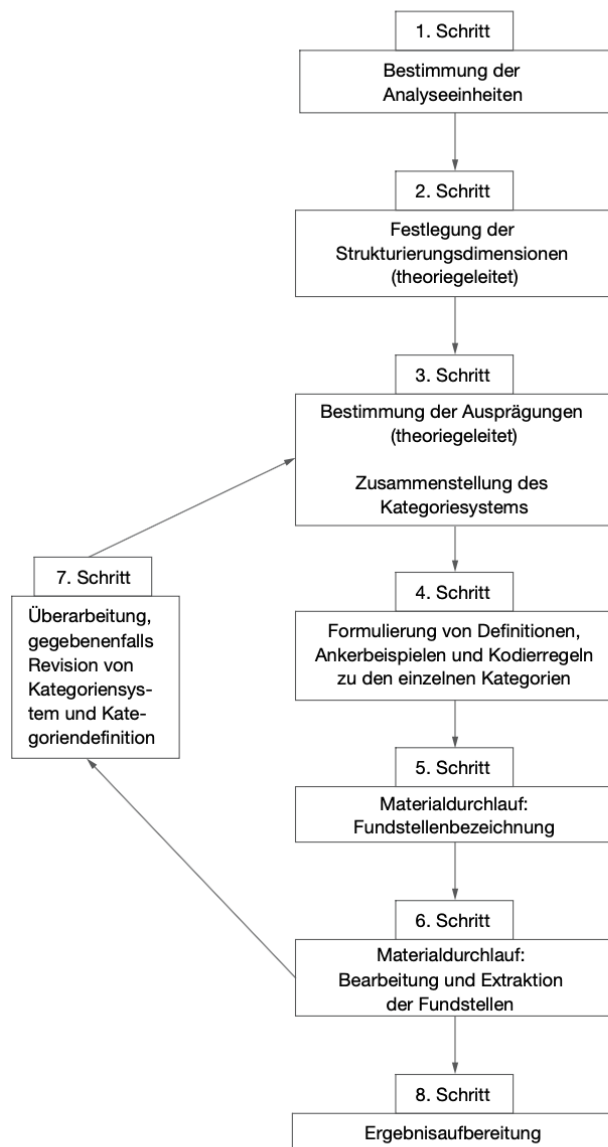 1. Schritt
Bestimmung der
Analyseeinheiten
2. Schritt
Festlegung der
Strukturierungsdimensionen
(theoriegeleitet)
3. Schritt
Bestimmung der Ausprägungen
(theoriegeleitet)
Zusammenstellung des
Kategoriesystems
4. Schritt
Formulierung von Definitionen,
Ankerbeispielen und Kodierregeln
zu den einzelnen Kategorien
5. Schritt
Materialdurchlauf:
Fundstellenbezeichnung
6. Schritt
Materialdurchlauf:
Bearbeitung und Extraktion
der Fundstellen
7. Schritt
Überarbeitung,
gegebenenfalls
Revision von
Kategoriensys-
tem und Kate-
goriendefinition
8. Schritt
Ergebnisaufbereitung